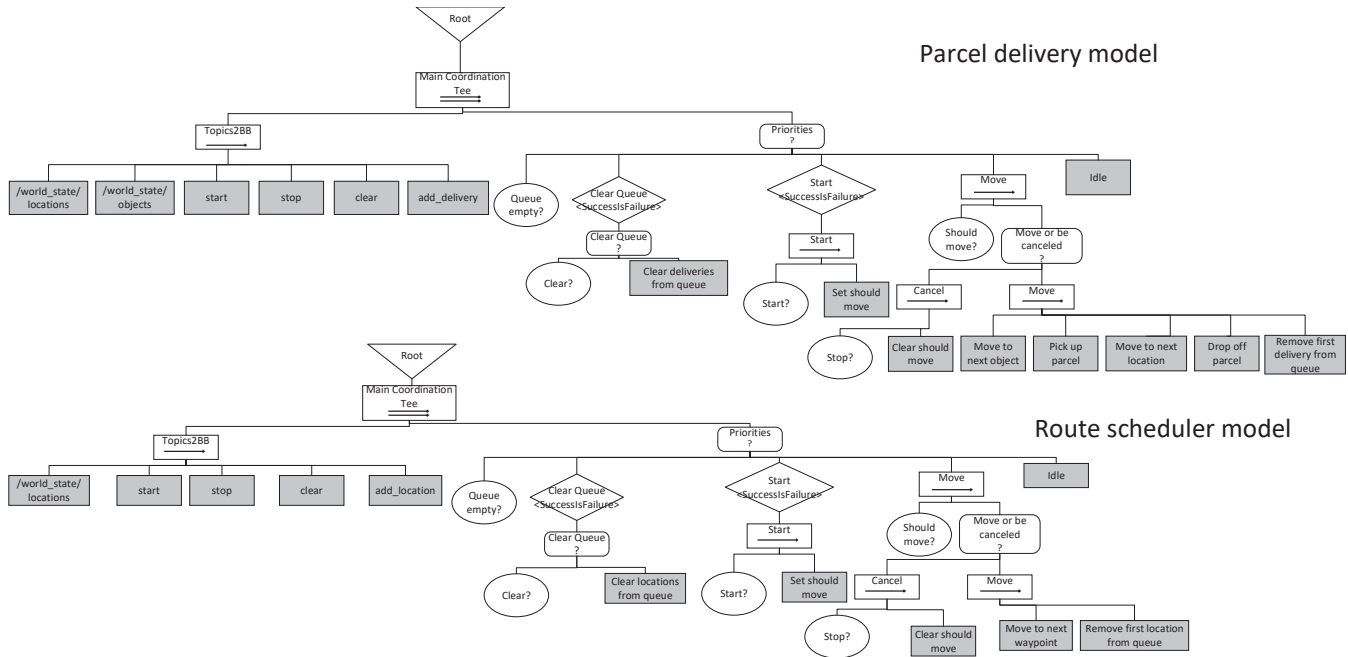 Root
Parcel delivery model
Main Coordination
Tee
Topics2BB
Priorities
?
/world_state/
locations
/world_state/
objects
start
stop
clear
add_delivery
Queue
empty?
Clear Queue
<SuccessIsFailure>
Start
<SuccessIsFailure>
Move
Idle
Clear Queue
?
Start
Should
move?
Move or be
canceled
?
Clear?
Clear deliveries
from queue
Start?
Set should
move
Cancel
Move
Stop?
Clear should
move
Move to
next object
Pick up
parcel
Move to next
location
Drop off
parcel
Remove first
delivery from
queue
Root
Main Coordination
Tee
Route scheduler model
Topics2BB
Priorities
?
/world_state/
locations
start
stop
clear
add_location
Queue
empty?
Clear Queue
<SuccessIsFailure>
Start
<SuccessIsFailure>
Move
Idle
Clear Queue
?
Start
Should
move?
Move or be
canceled
?
Clear?
Clear locations
from queue
Start?
Set should
move
Cancel
Move
Stop?
Clear should
move
Move to next
waypoint
Remove first location
from queue